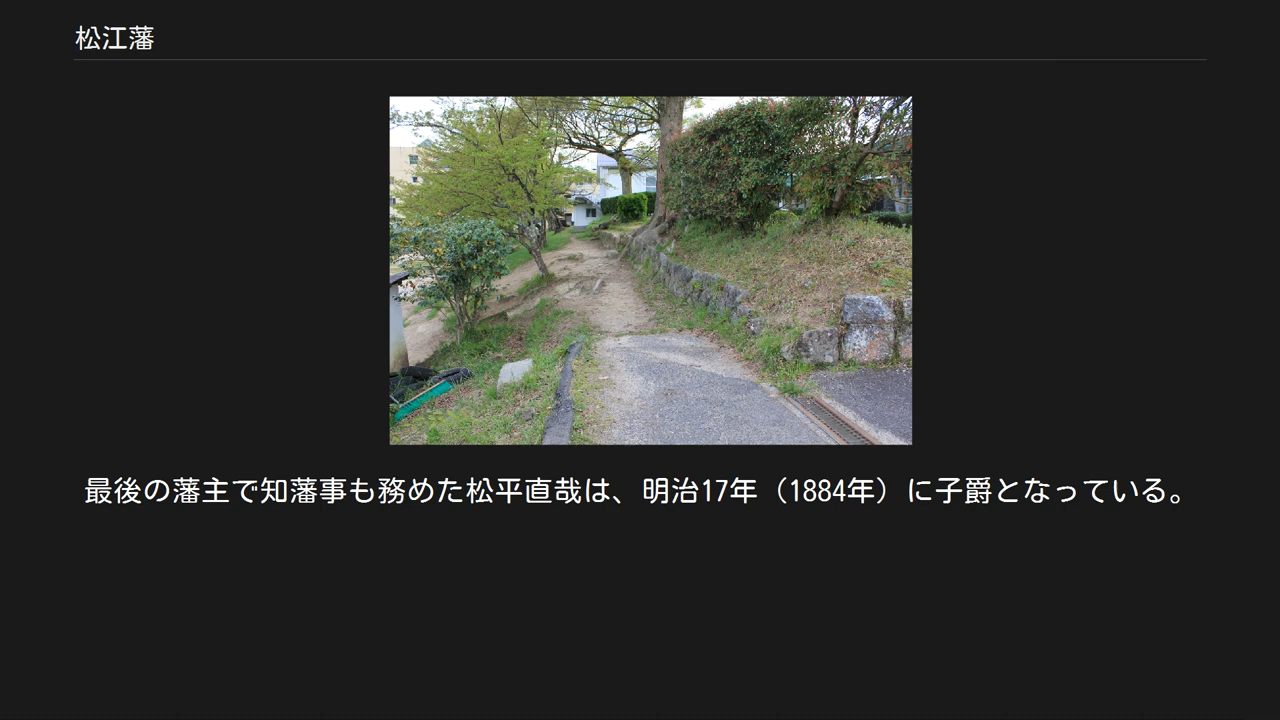 松江藩
最後の藩主で知藩事も務めた松平直哉は、明治17年（1884年）に子爵となっている。